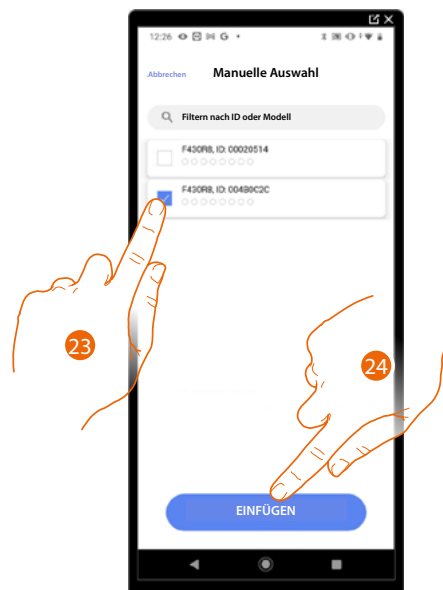 12:26
Abbrechen
Manuelle Auswahl
Filtern nach ID oder Modell
F430R8, ID: 00020514
F430R8, ID: 004B0C2C
23
24
EINFÜGEN